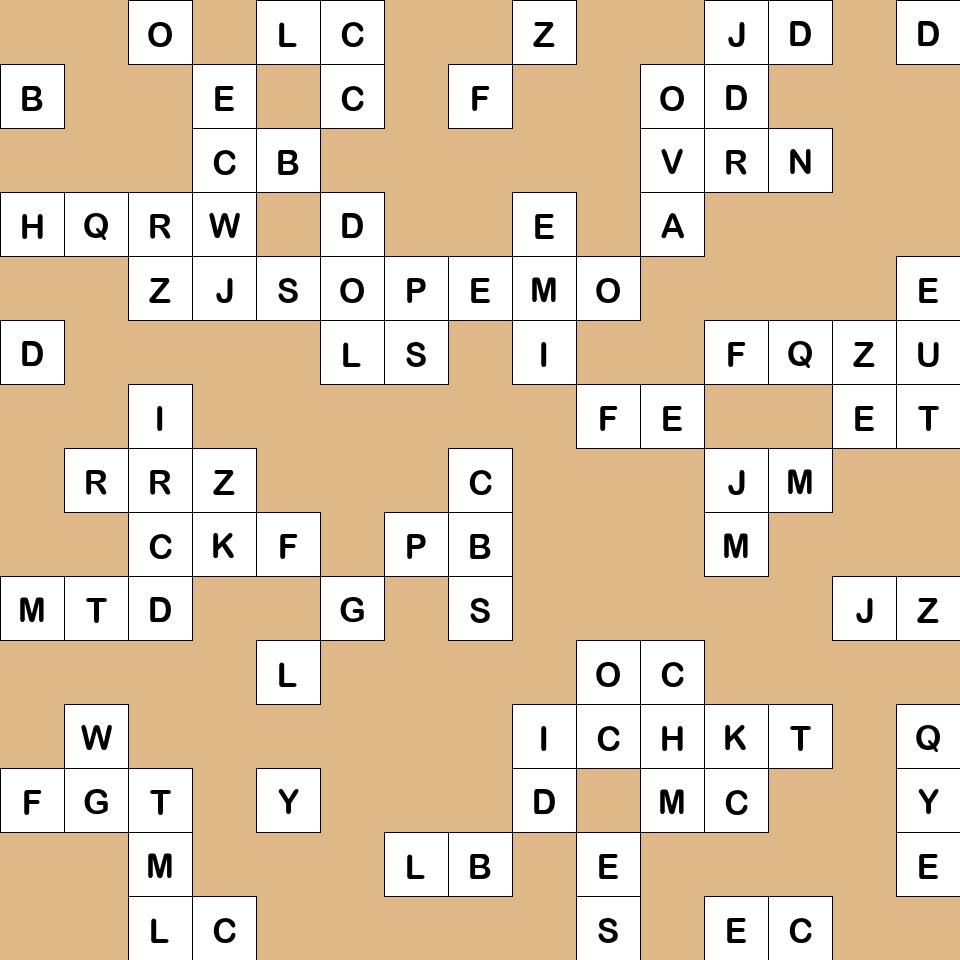 O L C Z J D D
B E C F O D
C B V R N
H Q R W D E A
Z J S O P E M O E
D L S I F Q Z U
I F E E T
R R Z C J M
C K F P B M
M T D G S J Z
L O C
W I C H K T Q
F G T Y D M C Y
M L B E E
L C S E C